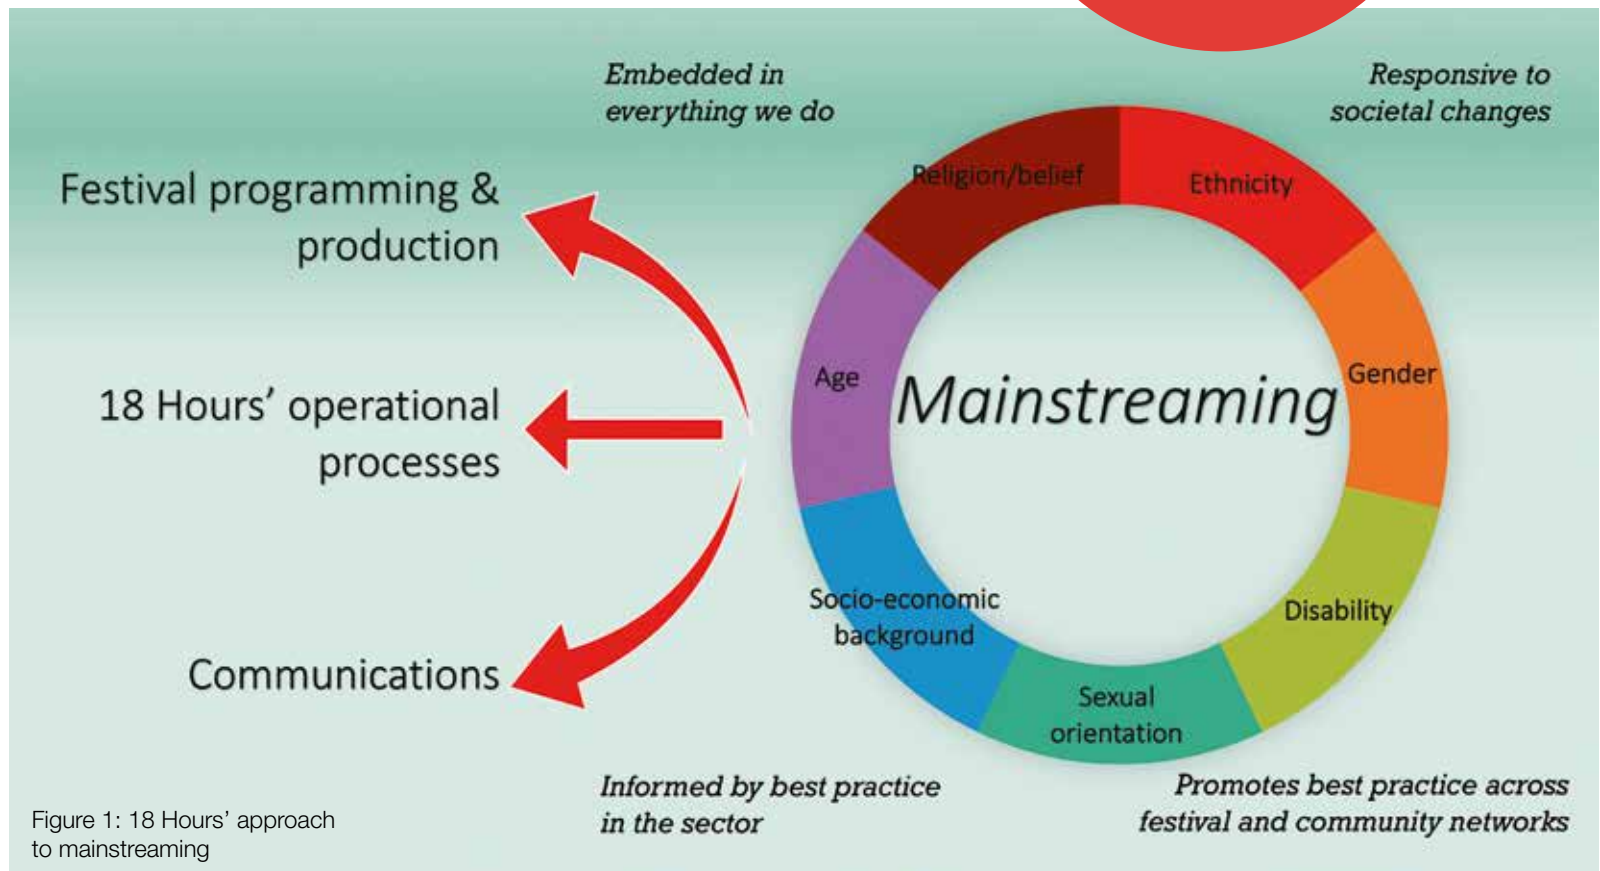 Embedded in
everything we do
Responsive to
societal changes
Festival programming &
production
18 Hours’ operational
processes
Communications
Religion/belief
Ethnicity
Age
Mainstreaming
Gender
Socio-economic
background
Disability
Sexual
orientation
Informed by best practice
in the sector
Promotes best practice across
festival and community networks
Figure 1: 18 Hours’ approach
to mainstreaming